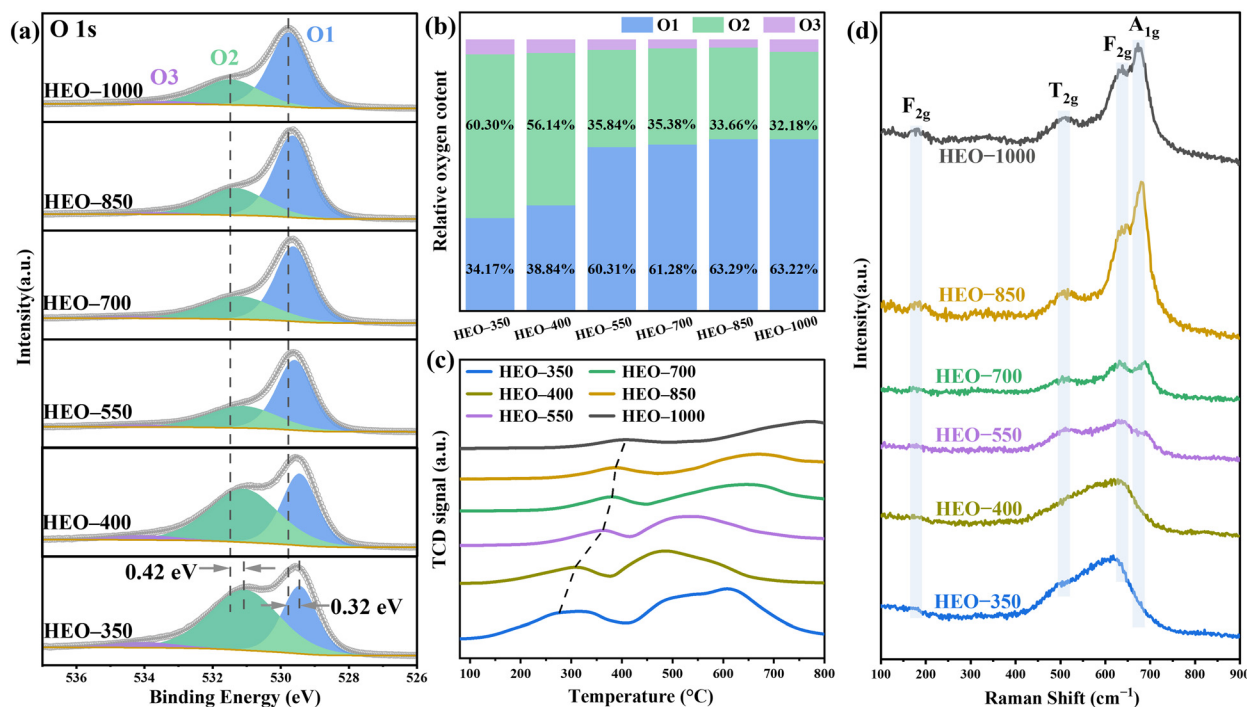 (a)
O 1s
O1
O2
O3
HEO–1000
HEO–850
HEO–700
HEO–550
HEO–400
0.42 eV
0.32 eV
HEO–350
Intensity(a.u.)
536 534 532 530 528 526
Binding Energy (eV)
(b)
O1 O2 O3
Relative oxygen cotent
60.30% 56.14% 35.84% 35.38% 33.66% 32.18%
34.17% 38.84% 60.31% 61.28% 63.29% 63.22%
HEO–350 HEO–400 HEO–550 HEO–700 HEO–850 HEO–1000
(c)
HEO–350 HEO–700
HEO–400 HEO–850
HEO–550 HEO–1000
TCD signal (a.u.)
100 200 300 400 500 600 700 800
Temperature (°C)
(d)
A1g
F2g
T2g
F2g
HEO–1000
HEO–850
HEO–700
HEO–550
HEO–400
HEO–350
Intensity(a.u.)
100 200 300 400 500 600 700 800 900
Raman Shift (cm⁻¹)